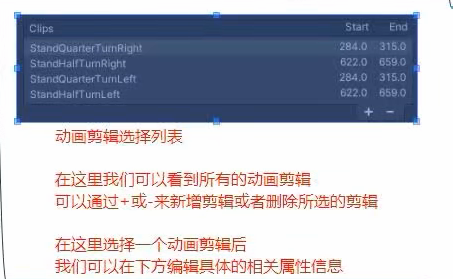 Clips Start End
StandQuarterTurnRight 284.0 315.0
StandHalfTurnRight 622.0 659.0
StandQuarterTurnLeft 284.0 315.0
StandHalfTurnLeft 622.0 659.0
+ −
动画剪辑选择列表
在这里我们可以看到所有的动画剪辑
可以通过+或-来新增剪辑或者删除所选的剪辑
在这里选择一个动画剪辑后
我们可以在下方编辑具体的相关属性信息